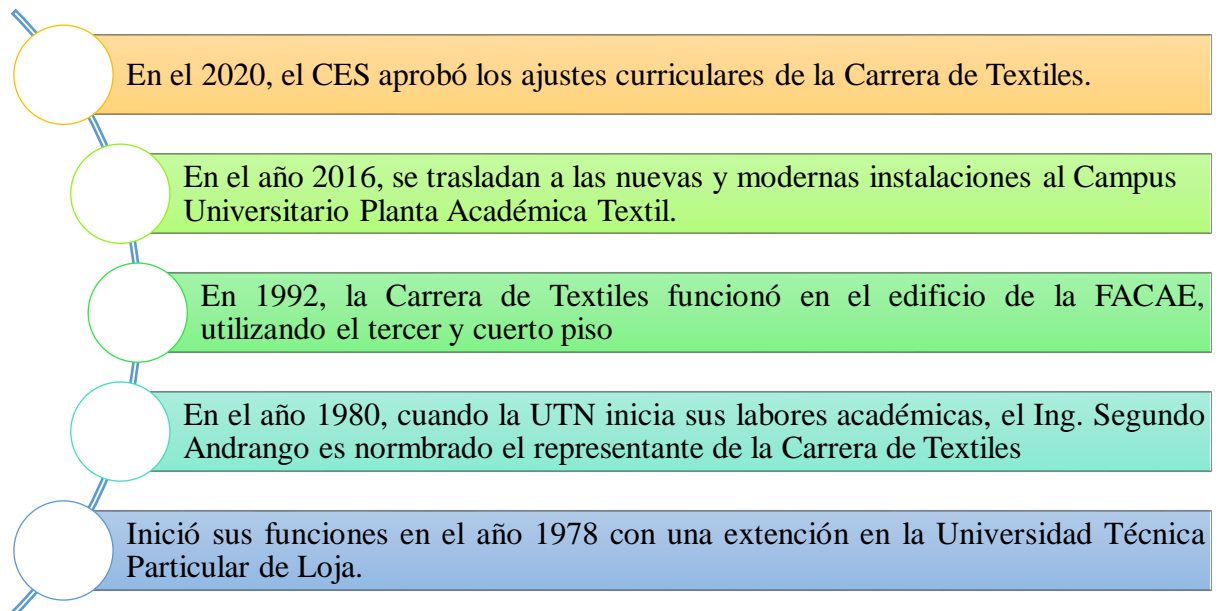 En el 2020, el CES aprobó los ajustes curriculares de la Carrera de Textiles.
En el año 2016, se trasladan a las nuevas y modernas instalaciones al Campus
Universitario Planta Académica Textil.
En 1992, la Carrera de Textiles funcionó en el edificio de la FACAE,
utilizando el tercer y cuerto piso
En el año 1980, cuando la UTN inicia sus labores académicas, el Ing. Segundo
Andrango es normbrado el representante de la Carrera de Textiles
Inició sus funciones en el año 1978 con una extención en la Universidad Técnica
Particular de Loja.